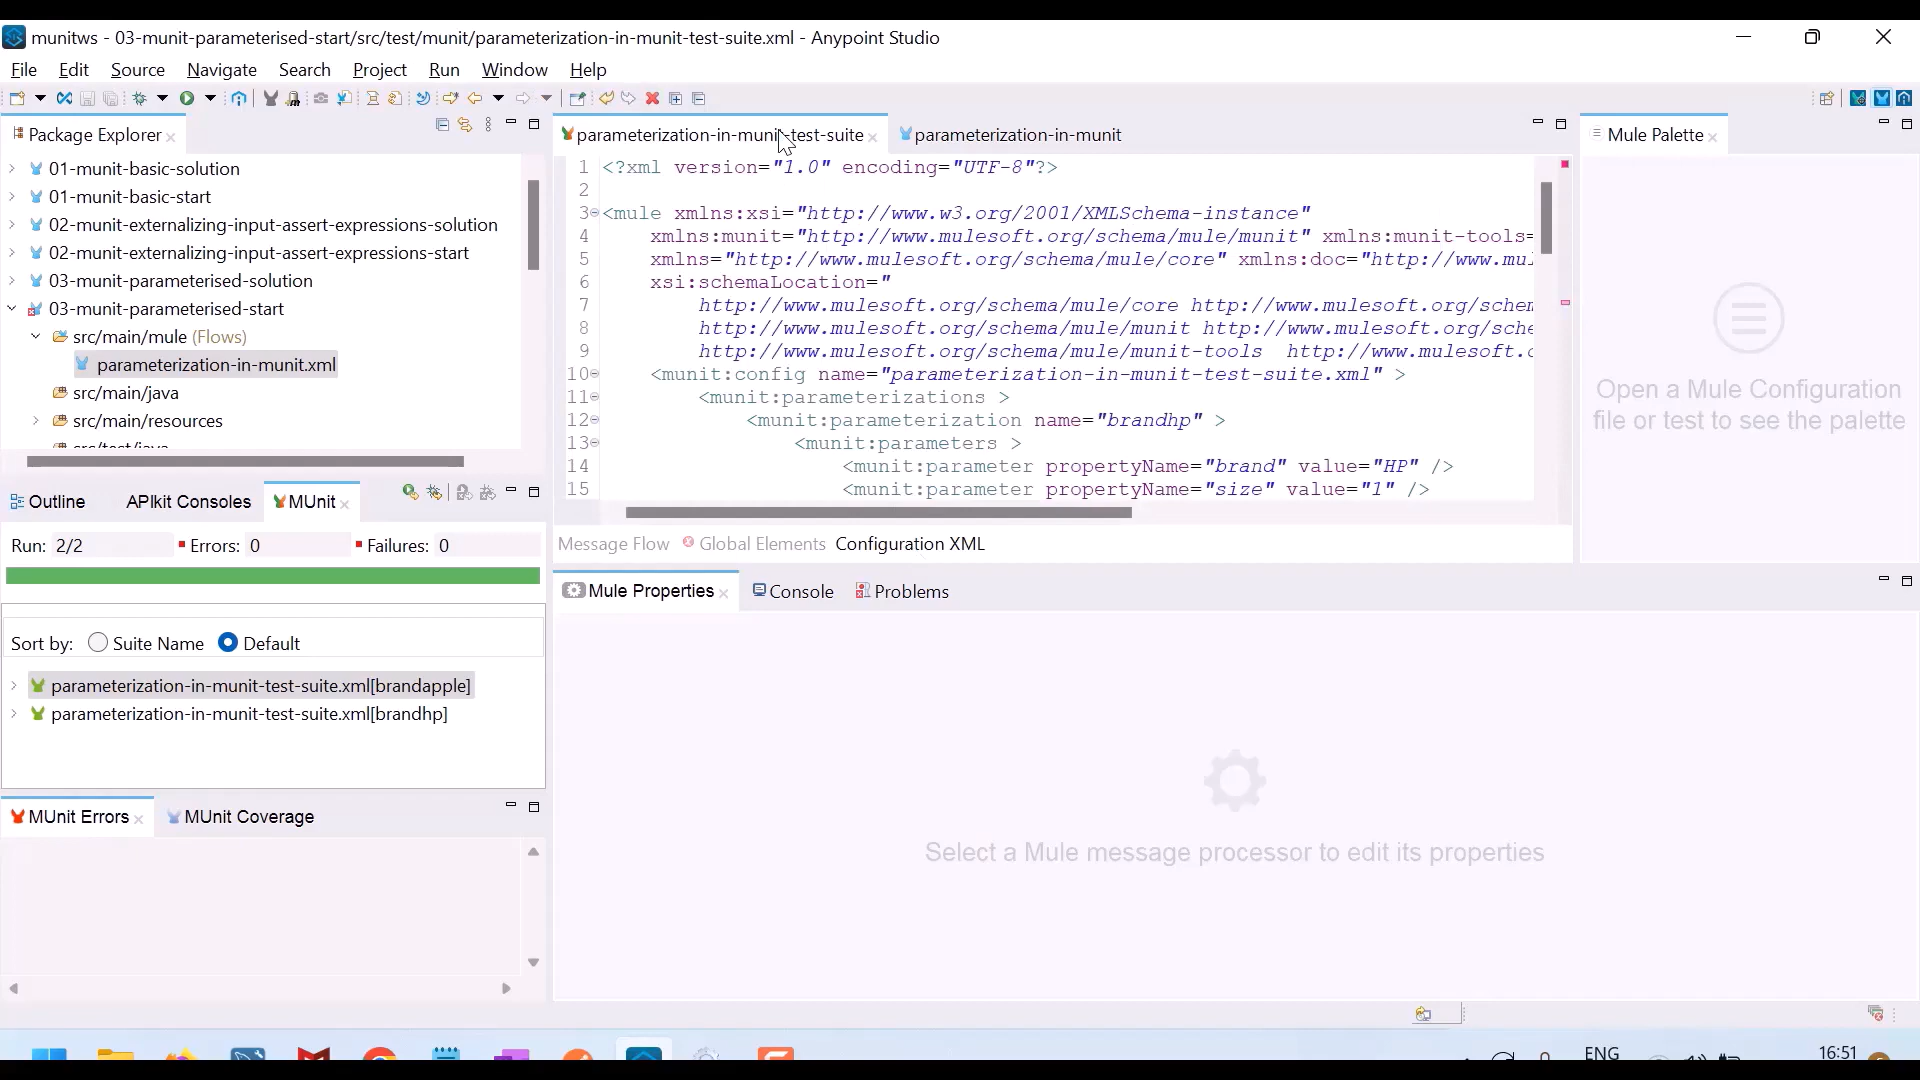 munitws - 03-munit-parameterised-start/src/test/munit/parameterization-in-munit-test-suite.xml - Anypoint Studio
File Edit Source Navigate Search Project Run Window Help
Package Explorer
01-munit-basic-solution
01-munit-basic-start
02-munit-externalizing-input-assert-expressions-solution
02-munit-externalizing-input-assert-expressions-start
03-munit-parameterised-solution
03-munit-parameterised-start
src/main/mule (Flows)
parameterization-in-munit.xml
src/main/java
src/main/resources
src/test/java
parameterization-in-munit-test-suite parameterization-in-munit
1 <?xml version="1.0" encoding="UTF-8"?>
2
3 <mule xmlns:xsi="http://www.w3.org/2001/XMLSchema-instance"
4 xmlns:munit="http://www.mulesoft.org/schema/mule/munit" xmlns:munit-tools=
5 xmlns="http://www.mulesoft.org/schema/mule/core" xmlns:doc="http://www.mul
6 xsi:schemaLocation="
7 http://www.mulesoft.org/schema/mule/core http://www.mulesoft.org/schem
8 http://www.mulesoft.org/schema/mule/munit http://www.mulesoft.org/sche
9 http://www.mulesoft.org/schema/mule/munit-tools http://www.mulesoft.o
10 <munit:config name="parameterization-in-munit-test-suite.xml" >
11 <munit:parameterizations >
12 <munit:parameterization name="brandhp" >
13 <munit:parameters >
14 <munit:parameter propertyName="brand" value="HP" />
15 <munit:parameter propertyName="size" value="1" />
Message Flow Global Elements Configuration XML
Mule Palette
Open a Mule Configuration
file or test to see the palette
Outline APIkit Consoles MUnit
Run: 2/2 Errors: 0 Failures: 0
Sort by: Suite Name Default
parameterization-in-munit-test-suite.xml[brandapple]
parameterization-in-munit-test-suite.xml[brandhp]
MUnit Errors MUnit Coverage
Mule Properties Console Problems
Select a Mule message processor to edit its properties
ENG
16:51